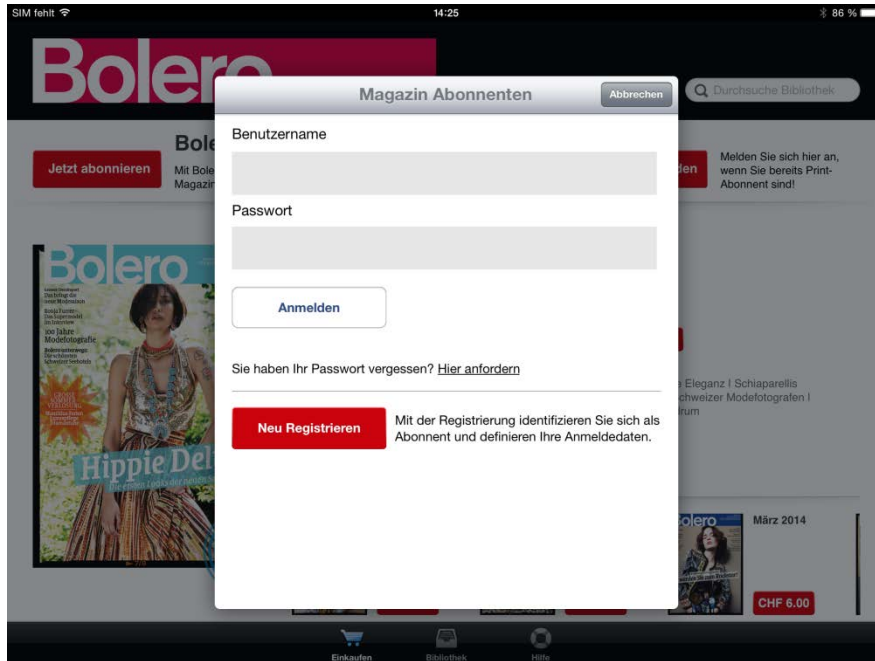 SIM fehlt
14:25
86 %
Bolero
Magazin Abonnenten
Abbrechen
Durchsuche Bibliothek
Jetzt abonnieren
Mit Bole
Magazin
Melden Sie sich hier an,
wenn Sie bereits Print-
Abonnent sind!
Benutzername
Passwort
Anmelden
Sie haben Ihr Passwort vergessen? Hier anfordern
Neu Registrieren
Mit der Registrierung identifizieren Sie sich als
Abonnent und definieren Ihre Anmeldedaten.
Bolero
100 Jahre
Modefotografie
Hippie Del
Eleganz I Schiaparellis
chweizer Modefotografen I
rum
olero
März 2014
CHF 6.00
Einkaufen
Bibliothek
Hilfe